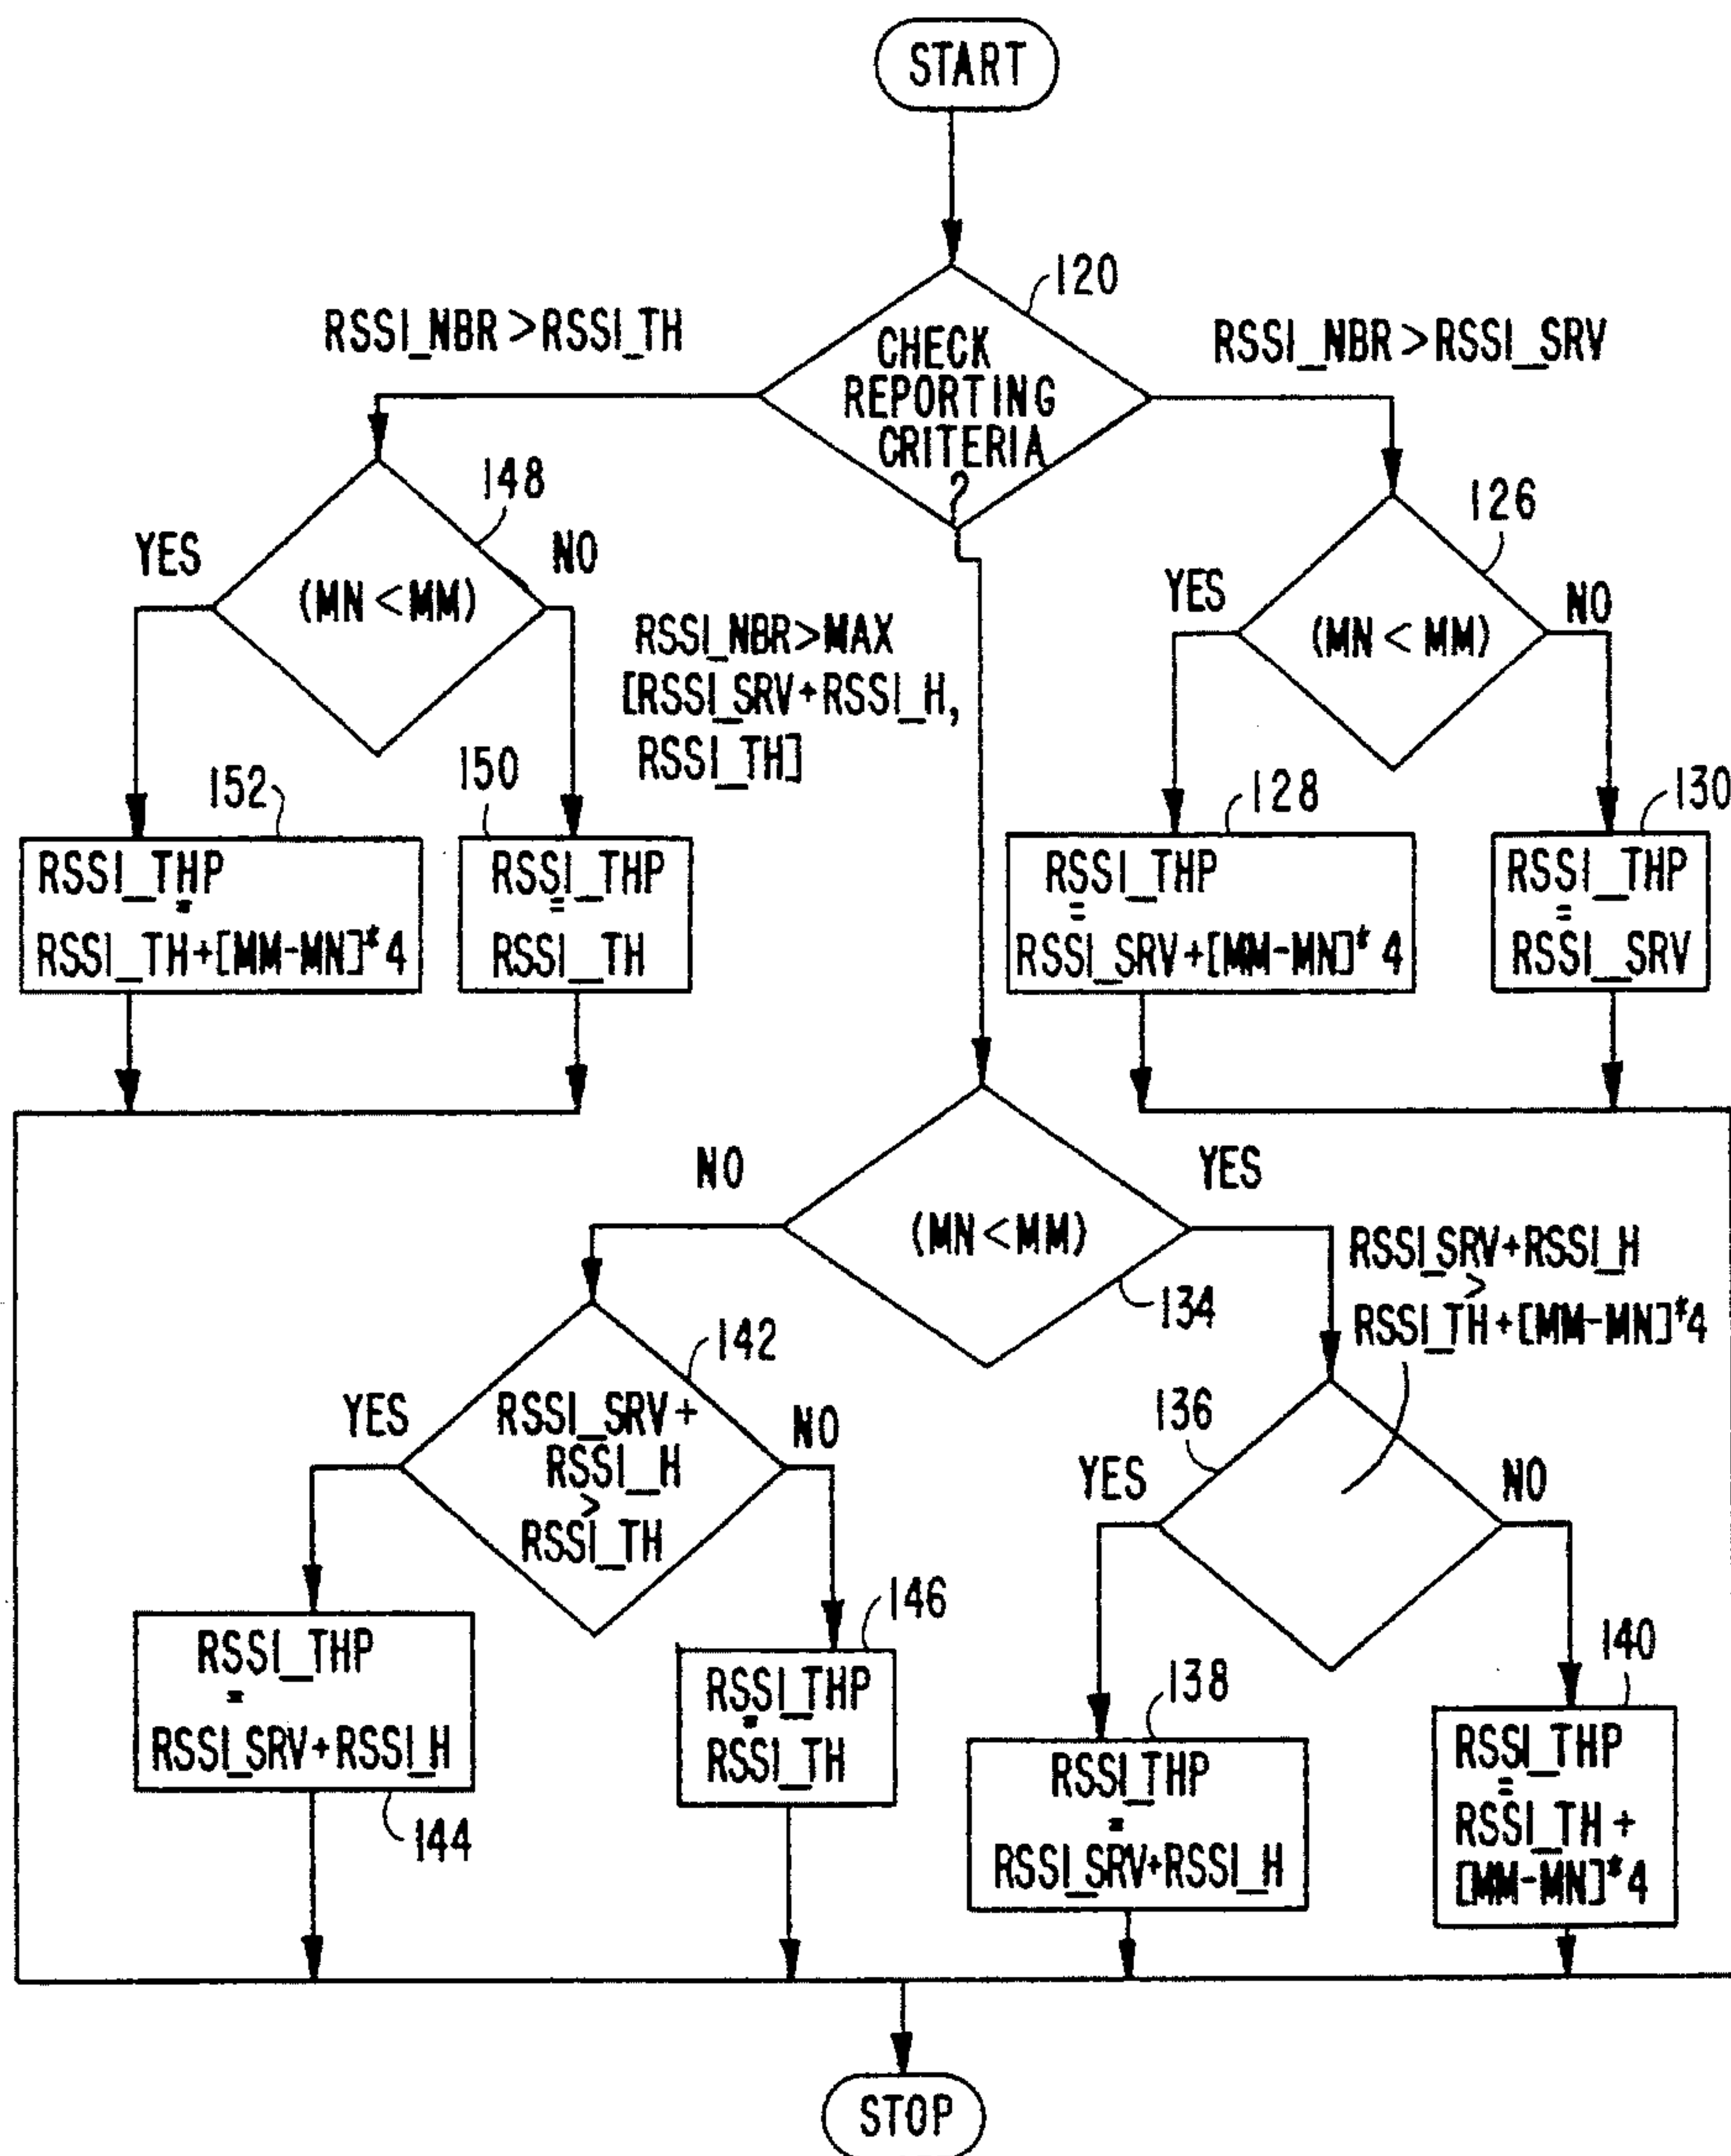 START
120
RSSI_NBR>RSSI_TH
RSSI_NBR>RSSI_SRV
CHECK
REPORTING
CRITERIA
?
148
YES
NO
(MN<MM)
126
YES
NO
(MN<MM)
RSSI_NBR>MAX
[RSSI_SRV+RSSI_H,
RSSI_TH]
152
RSSI_THP
=
RSSI_TH+[MM-MN]*4
150
RSSI_THP
=
RSSI_TH
128
RSSI_THP
=
RSSI_SRV+[MM-MN]*4
130
RSSI_THP
=
RSSI_SRV
NO
YES
(MN<MM)
134
RSSI_SRV+RSSI_H
>
RSSI_TH+[MM-MN]*4
142
YES
NO
RSSI_SRV+
RSSI_H
>
RSSI_TH
136
YES
NO
RSSI_THP
=
RSSI_SRV+RSSI_H
144
146
RSSI_THP
=
RSSI_TH
138
RSSI_THP
=
RSSI_SRV+RSSI_H
140
RSSI_THP
=
RSSI_TH+
[MM-MN]*4
STOP